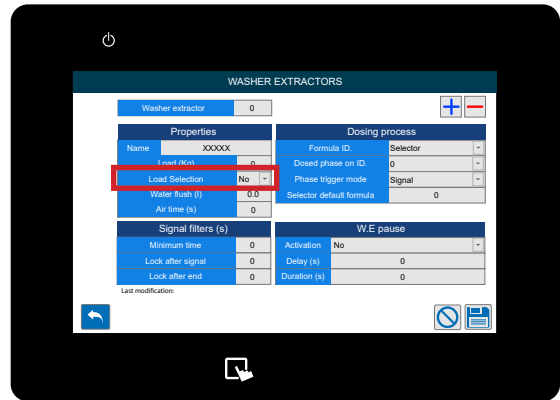 WASHER EXTRACTORS
Washer extractor 0
Properties
Name XXXXX
Load (Kg) 0
Load Selection No
Water flush (l) 0.0
Air time (s) 0
Dosing process
Formula ID. Selector
Dosed phase on ID. 0
Phase trigger mode Signal
Selector default formula 0
Signal filters (s)
Minimum time 0
Lock after signal 0
Lock after end 0
W.E pause
Activation No
Delay (s) 0
Duration (s) 0
Last modification: